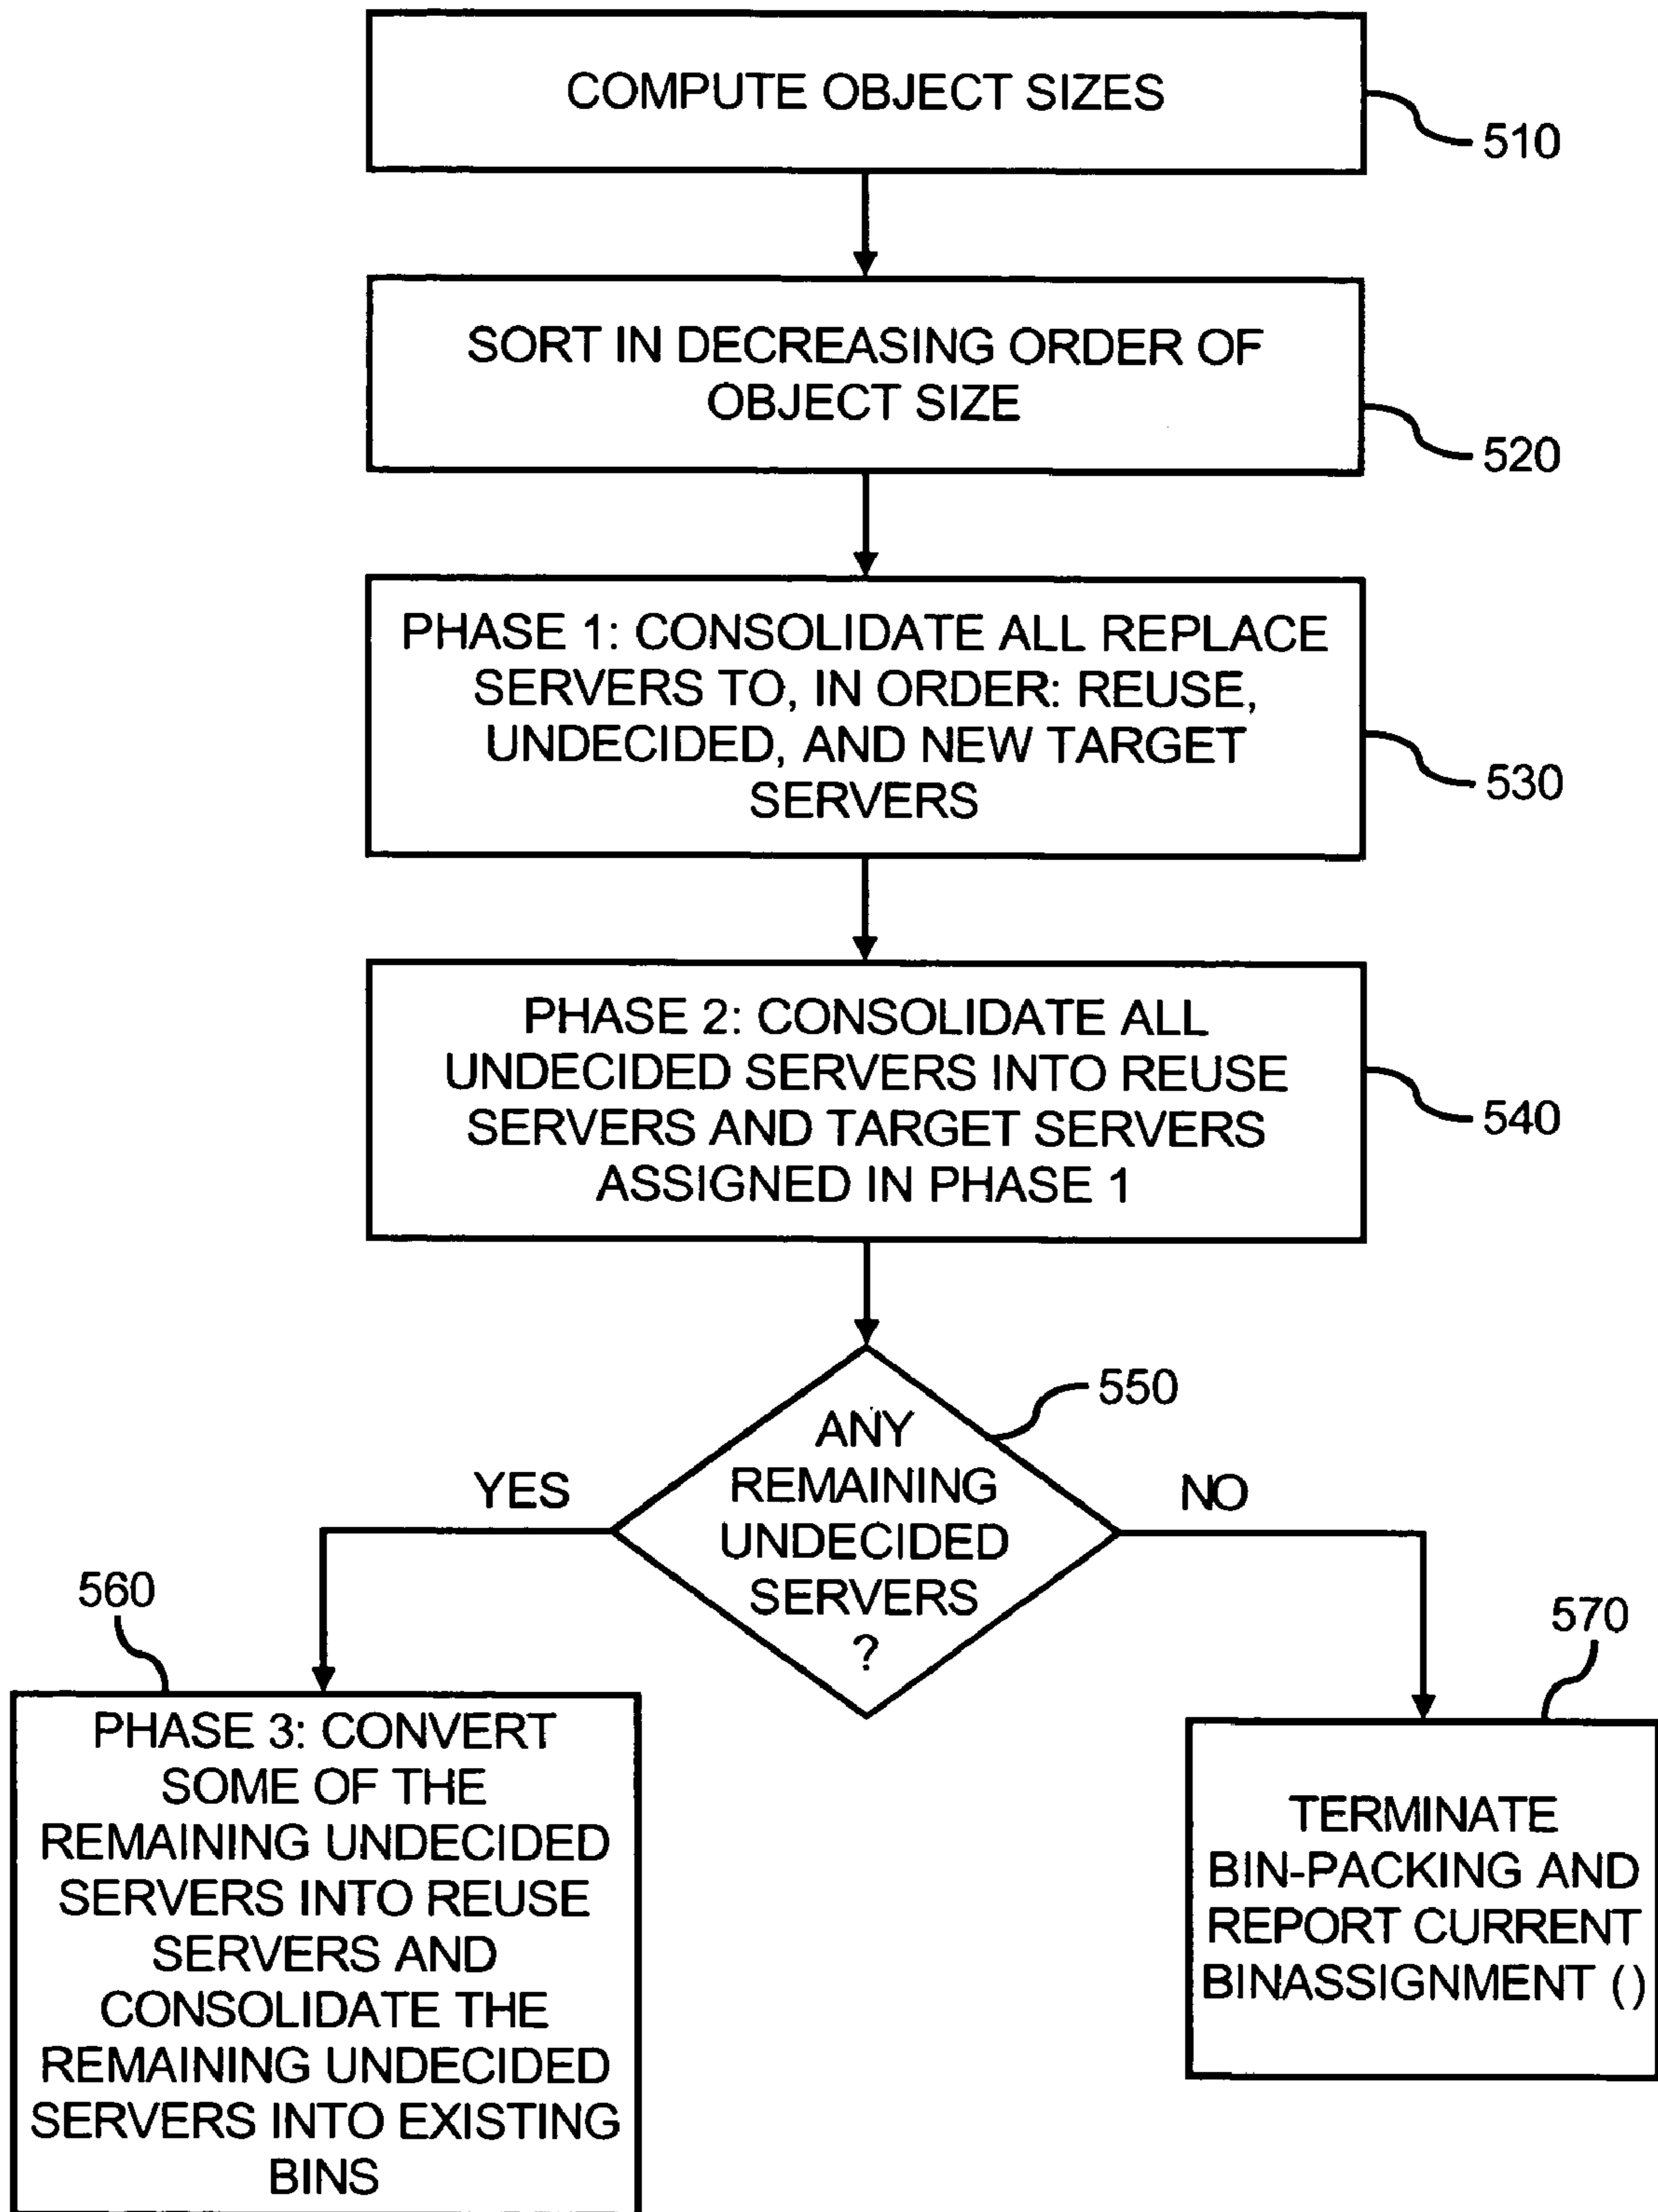 COMPUTE OBJECT SIZES
510
SORT IN DECREASING ORDER OF
OBJECT SIZE
520
PHASE 1: CONSOLIDATE ALL REPLACE
SERVERS TO, IN ORDER: REUSE,
UNDECIDED, AND NEW TARGET
SERVERS
530
PHASE 2: CONSOLIDATE ALL
UNDECIDED SERVERS INTO REUSE
SERVERS AND TARGET SERVERS
ASSIGNED IN PHASE 1
540
550
ANY
REMAINING
UNDECIDED
SERVERS
?
YES
NO
560
PHASE 3: CONVERT
SOME OF THE
REMAINING UNDECIDED
SERVERS INTO REUSE
SERVERS AND
CONSOLIDATE THE
REMAINING UNDECIDED
SERVERS INTO EXISTING
BINS
570
TERMINATE
BIN-PACKING AND
REPORT CURRENT
BINASSIGNMENT ()